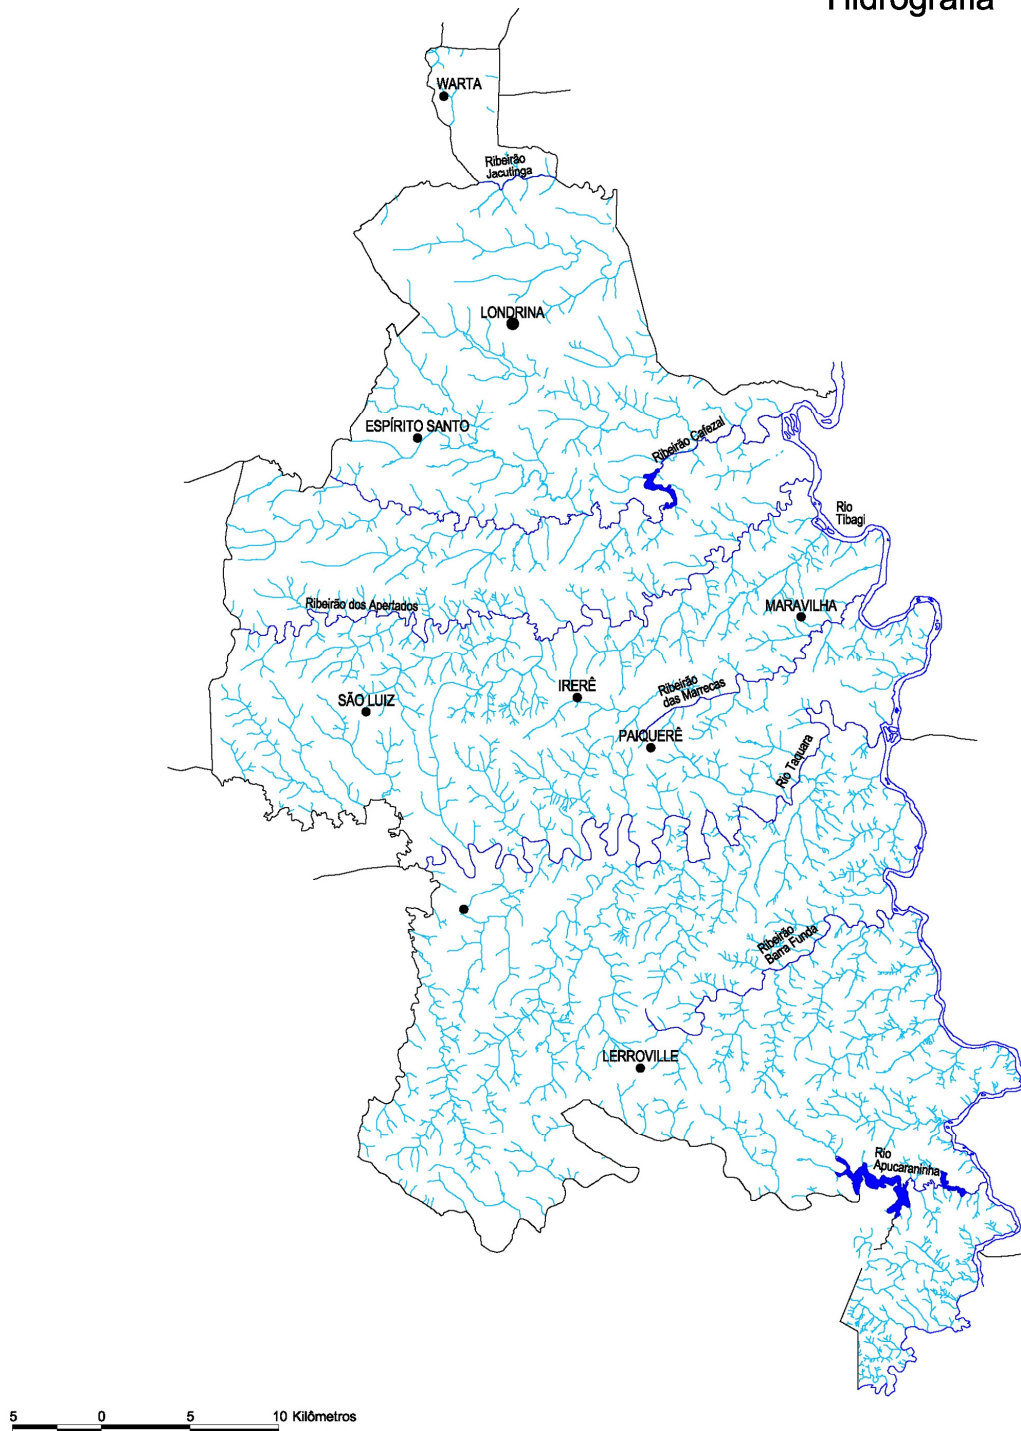 Hidrografia
WARTA
Ribeirão
Jacutinga
LONDRINA
ESPÍRITO SANTO
Ribeirão Cafezal
Rio
Tibagi
Ribeirão dos Apertados
MARAVILHA
IRERÊ
Ribeirão
das Marrecas
SÃO LUIZ
PAIQUERÊ
Rio Taquara
Ribeirão
Barra Funda
LERROVILLE
Rio
Apucaraninha
5 0 5 10 Kilômetros